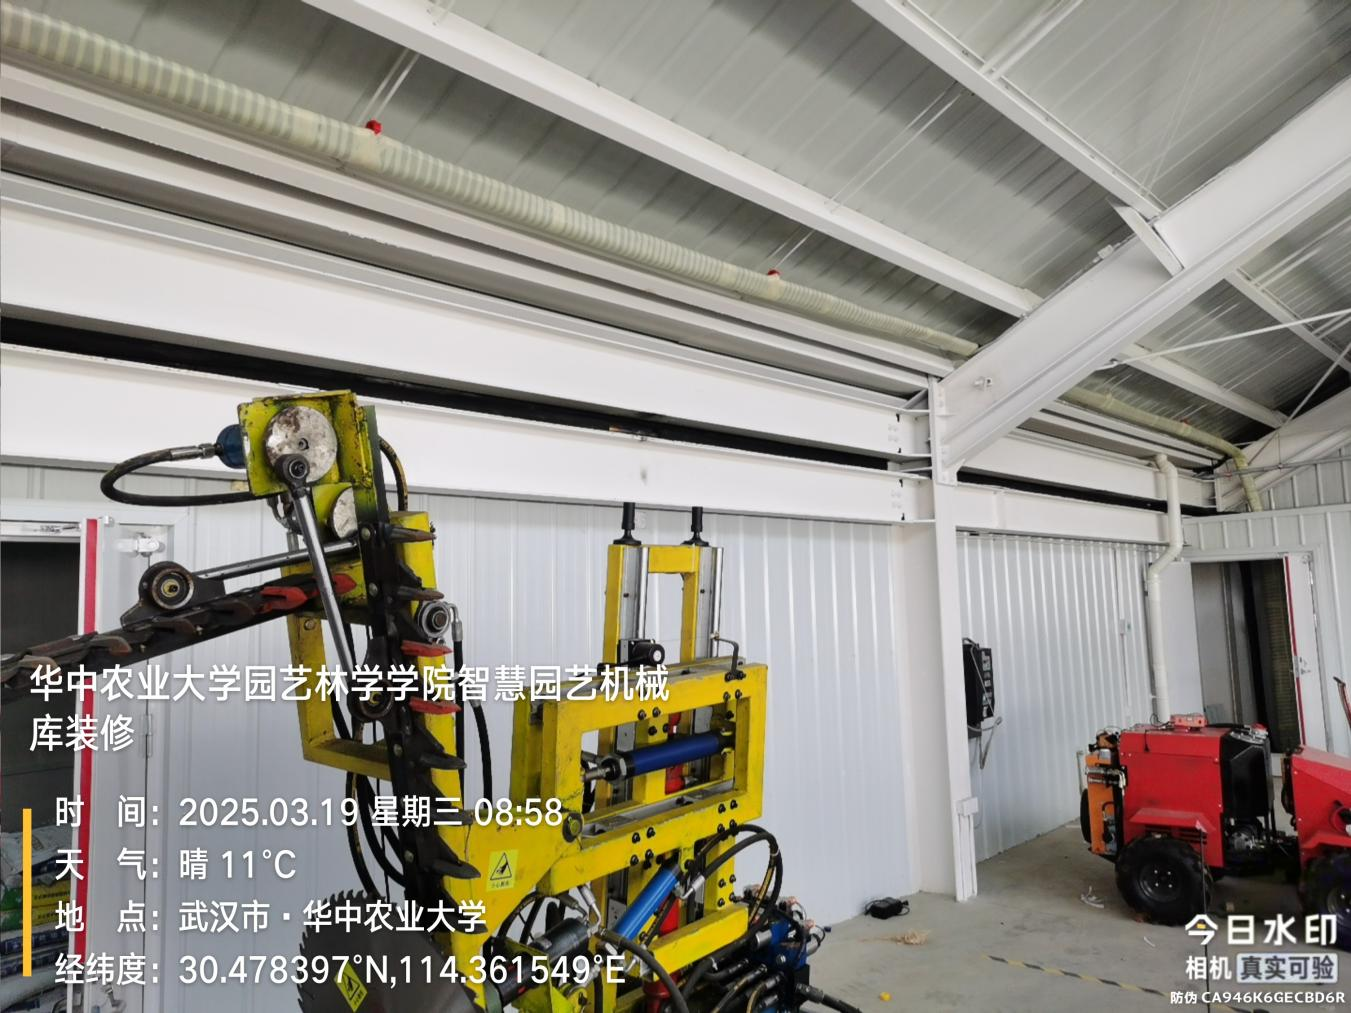 华中农业大学园艺林学学院智慧园艺机械
库装修
时 间：2025.03.19 星期三 08:58
天 气：晴 11°C
地 点：武汉市·华中农业大学
经纬度：30.478397°N,114.361549°E
今日水印
相机 真实可验
防伪 CA946K6GECBD6R